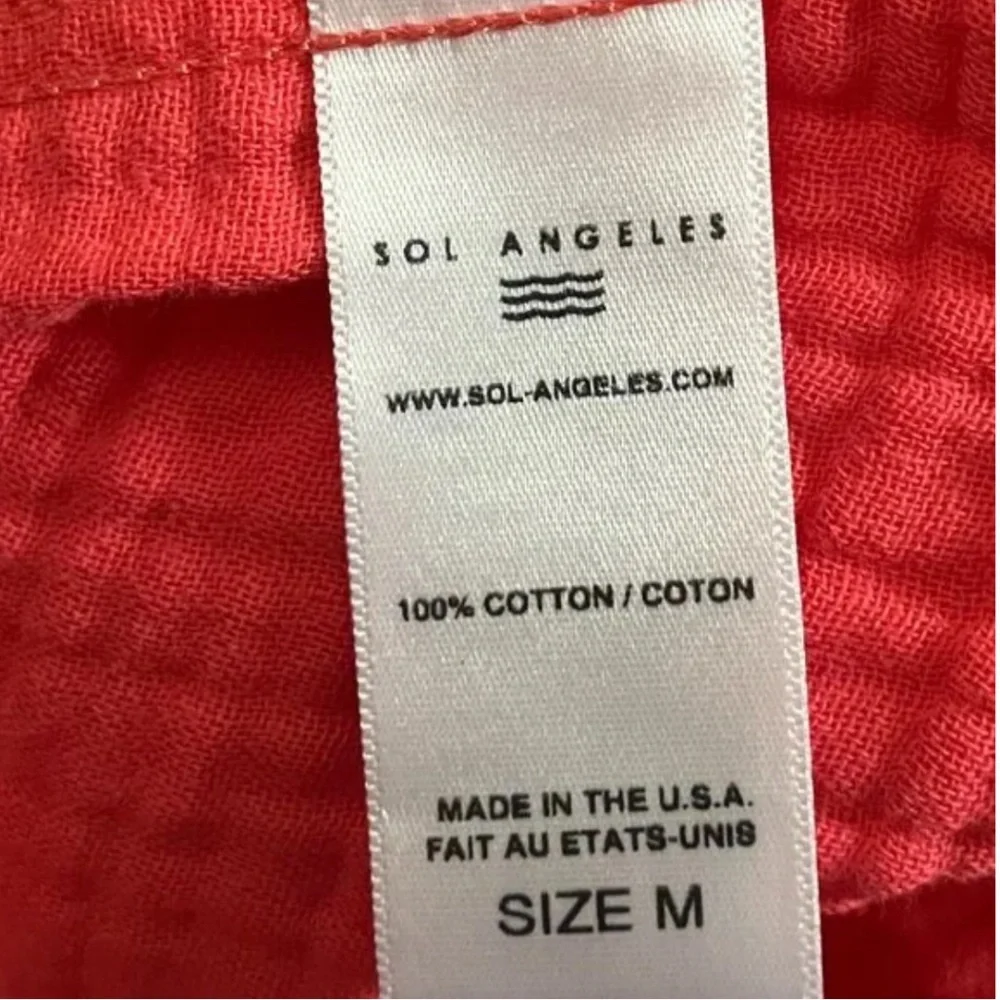 SOL ANGELES
WWW.SOL-ANGELES.COM
100% COTTON / COTON
MADE IN THE U.S.A.
FAIT AU ETATS-UNIS
SIZE M